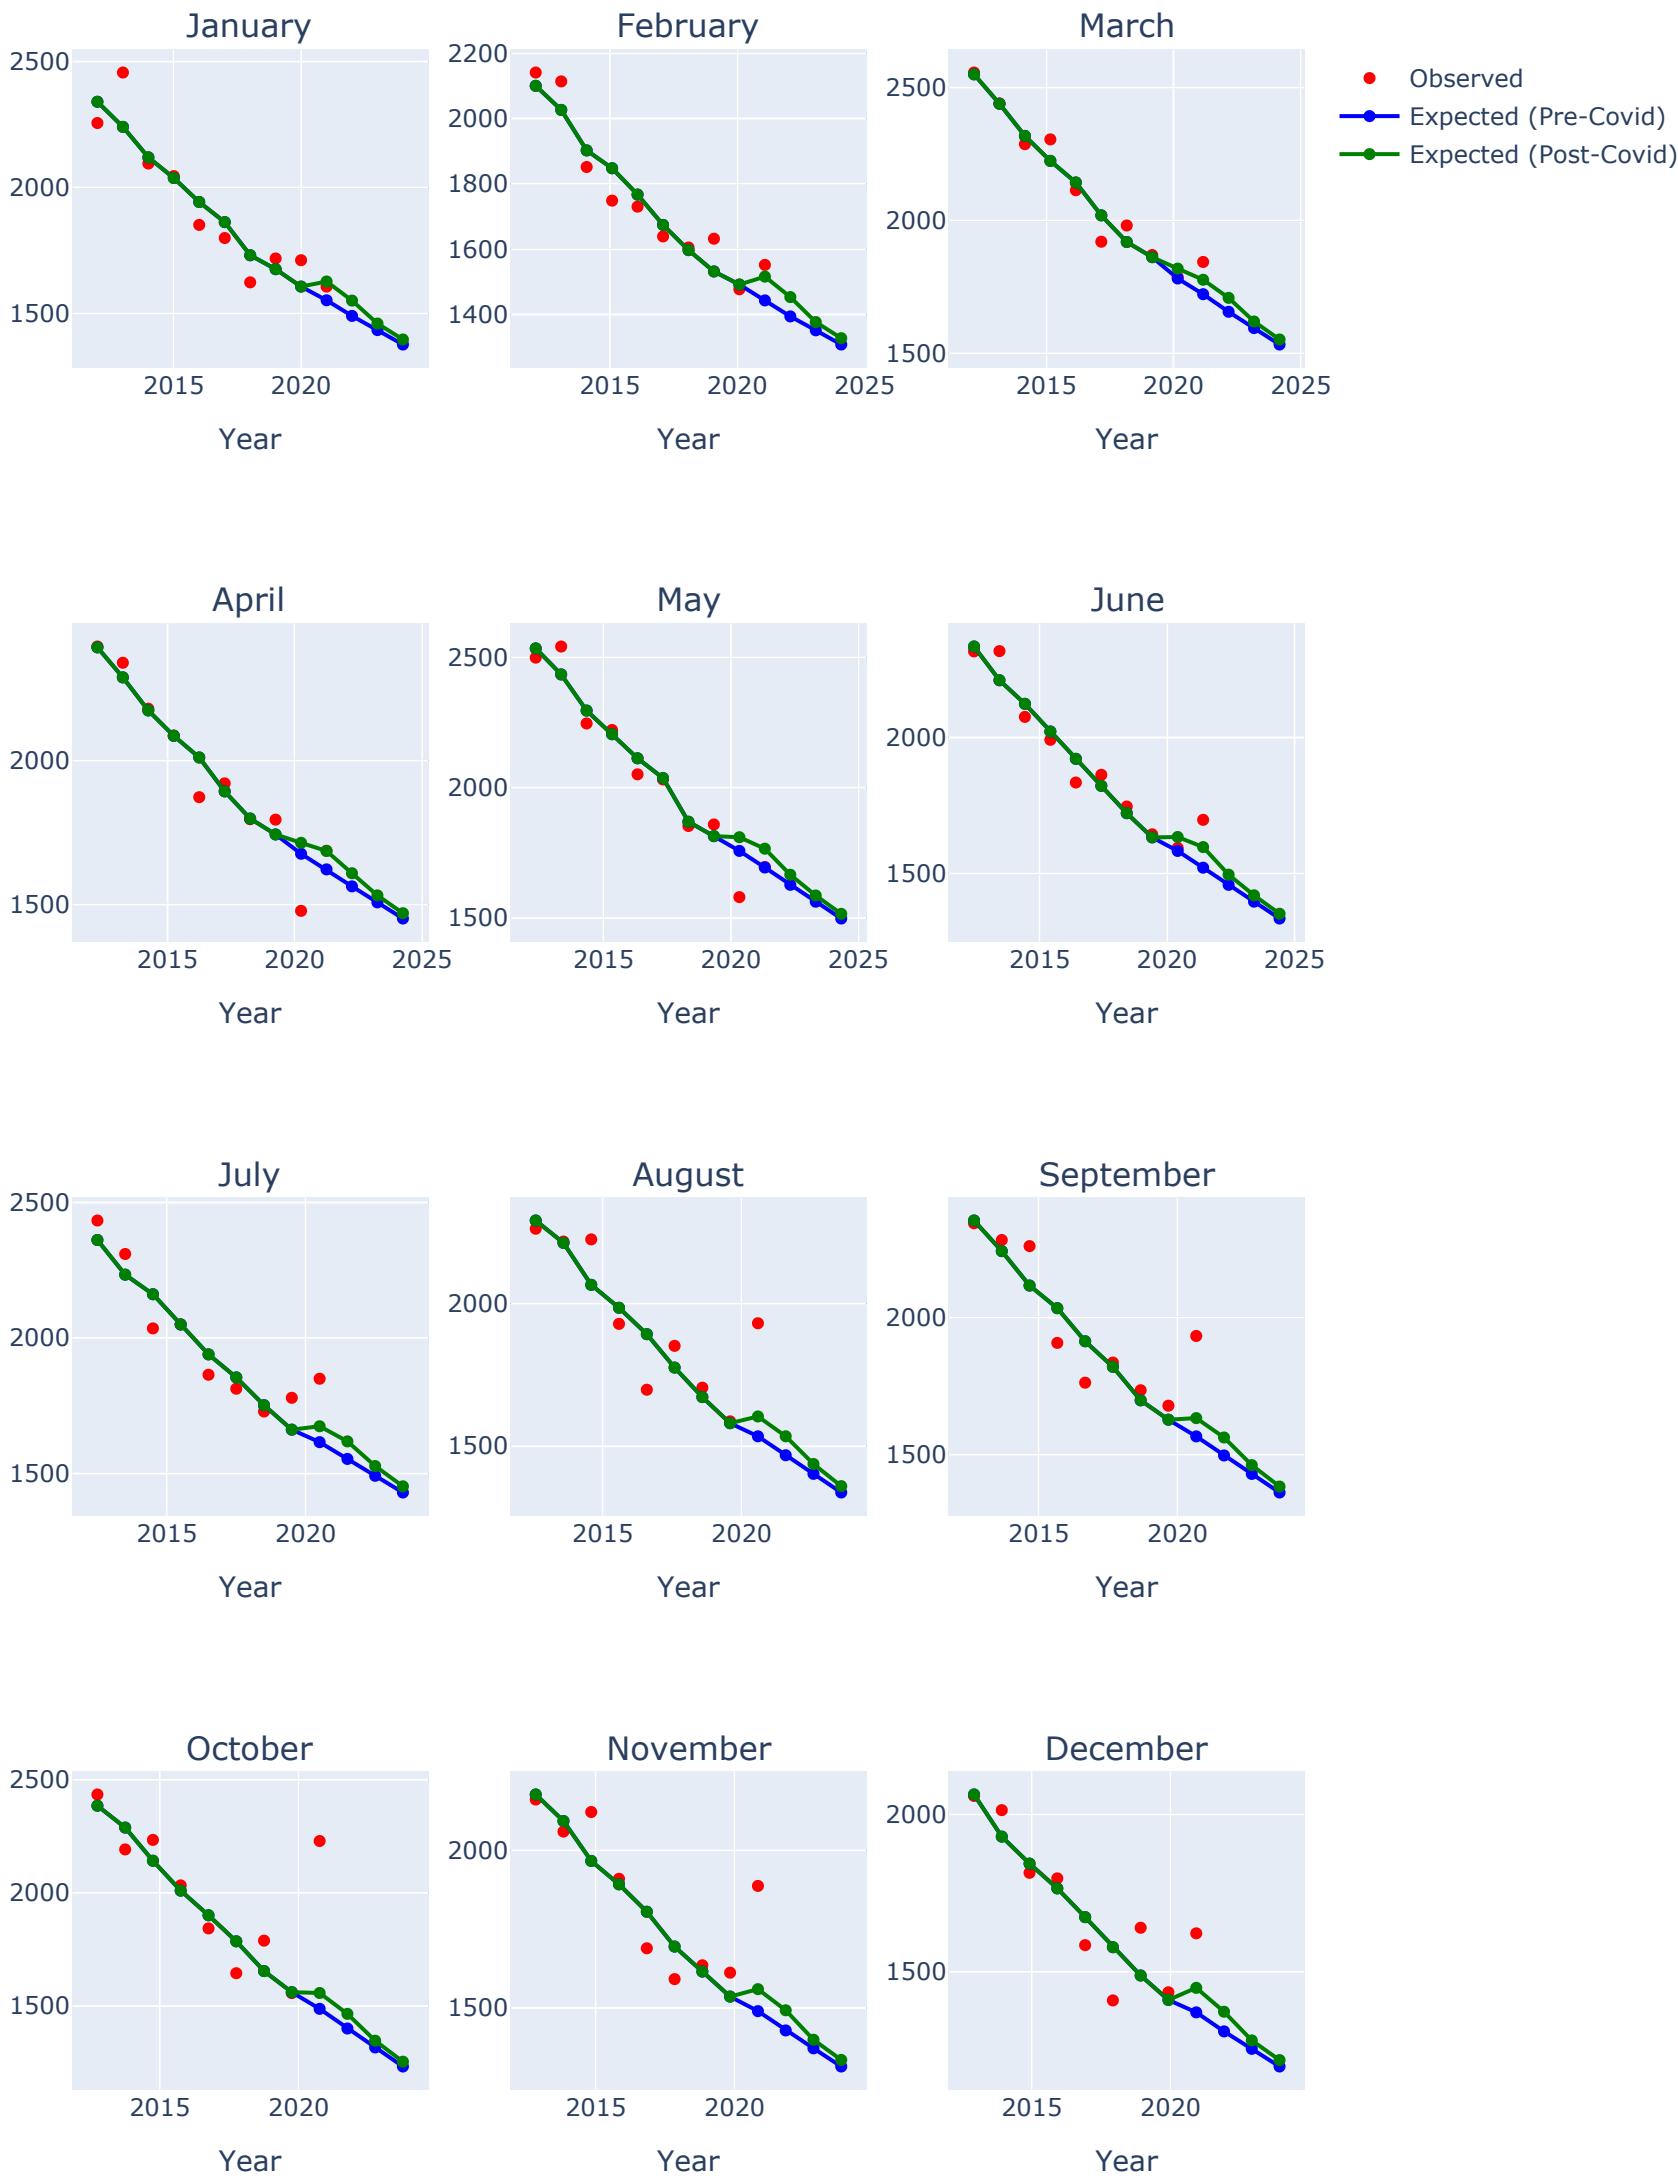 January February March
2500
2000
1500
2015 2020
Year
2200
2000
1800
1600
1400
2015 2020 2025
Year
2500
2000
1500
2015 2020 2025
Year
Observed
Expected (Pre-Covid)
Expected (Post-Covid)
April May June
2000
1500
2015 2020 2025
Year
2500
2000
1500
2015 2020 2025
Year
2000
1500
2015 2020 2025
Year
July August September
2500
2000
1500
2015 2020
Year
2000
1500
2015 2020
Year
2000
1500
2015 2020
Year
October November December
2500
2000
1500
2015 2020
Year
2000
1500
2015 2020
Year
2000
1500
2015 2020
Year